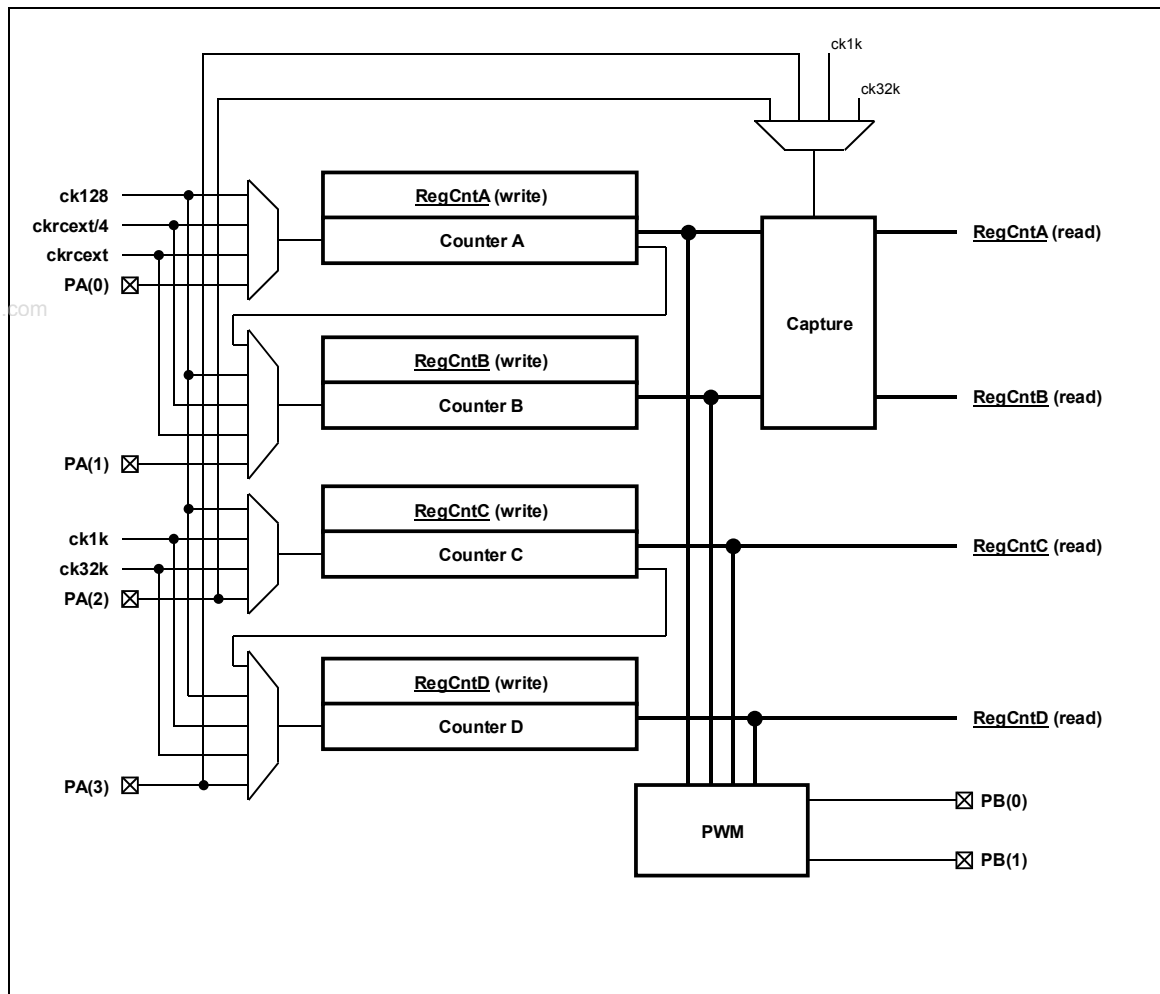 ck1k
ck32k
ck128
RegCntA (write)
ckrcext/4
Counter A
RegCntA (read)
ckrcext
PA(0)
.com
Capture
RegCntB (write)
Counter B
RegCntB (read)
PA(1)
RegCntC (write)
ck1k
Counter C
RegCntC (read)
ck32k
PA(2)
RegCntD (write)
Counter D
RegCntD (read)
PA(3)
PB(0)
PWM
PB(1)